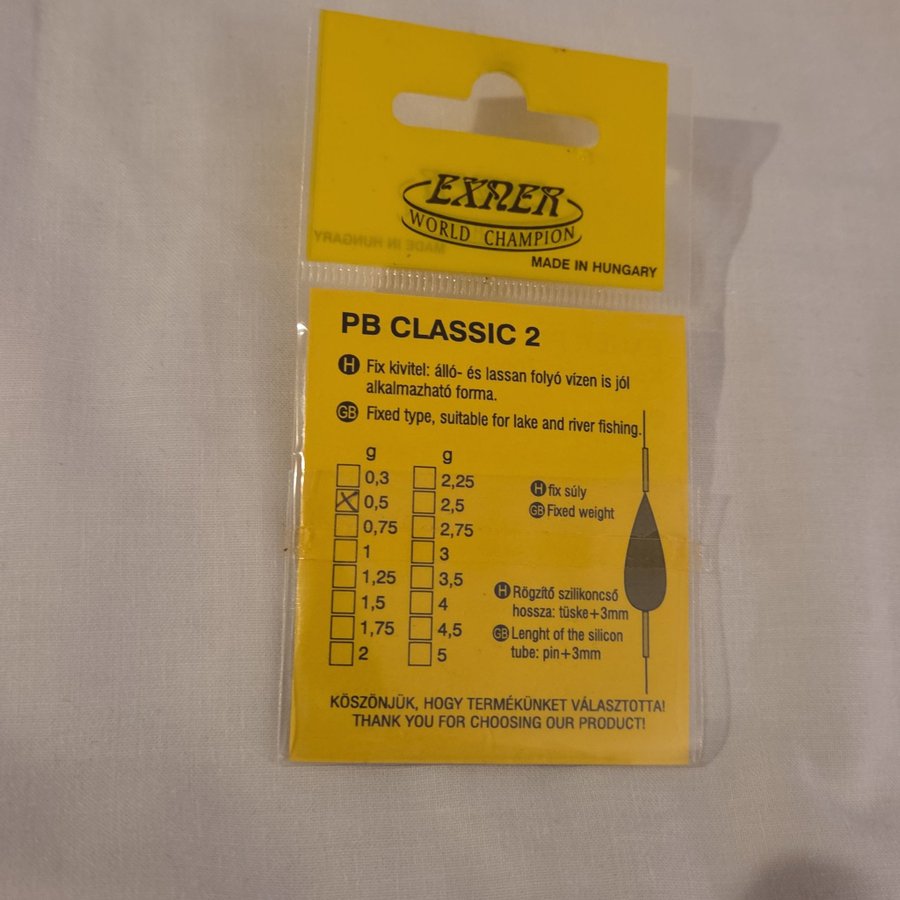 EXNER
WORLD CHAMPION
MADE IN HUNGARY
PB CLASSIC 2
H Fix kivitel: álló- és lassan folyó vízen is jól
alkalmazható forma.
GB Fixed type, suitable for lake and river fishing.
g g
0,3 2,25
0,5 2,5
0,75 2,75
1 3
1,25 3,5
1,5 4
1,75 4,5
2 5
H fix súly
GB Fixed weight
H Rögzítő szilikoncső
hossza: tüske+3mm
GB Lenght of the silicon
tube: pin+3mm
KÖSZÖNJÜK, HOGY TERMÉKÜNKET VÁLASZTOTTA!
THANK YOU FOR CHOOSING OUR PRODUCT!